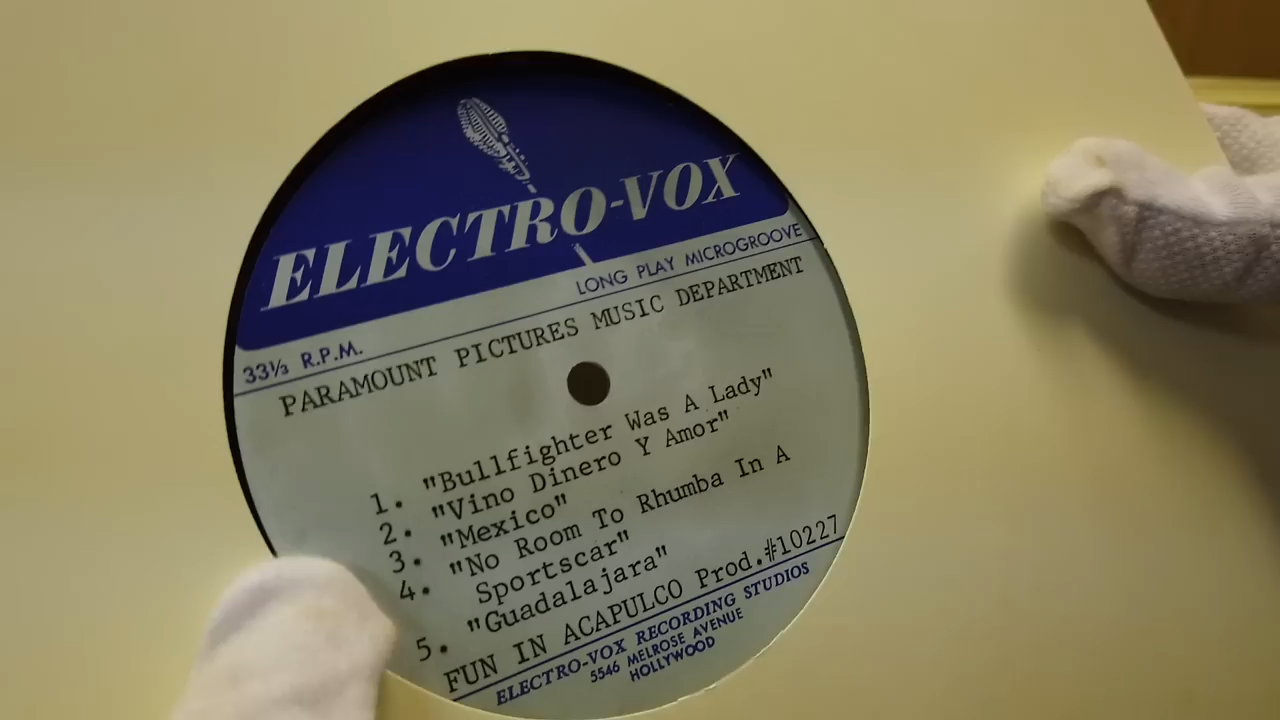 ELECTRO-VOX
LONG PLAY MICROGROOVE
33⅓ R.P.M.
PARAMOUNT PICTURES MUSIC DEPARTMENT
1. "Bullfighter Was A Lady"
2. "Vino Dinero Y Amor"
3. "Mexico"
4. "No Room To Rhumba In A
Sportscar"
5. "Guadalajara"
FUN IN ACAPULCO Prod.#10227
ELECTRO-VOX RECORDING STUDIOS
5546 MELROSE AVENUE
HOLLYWOOD